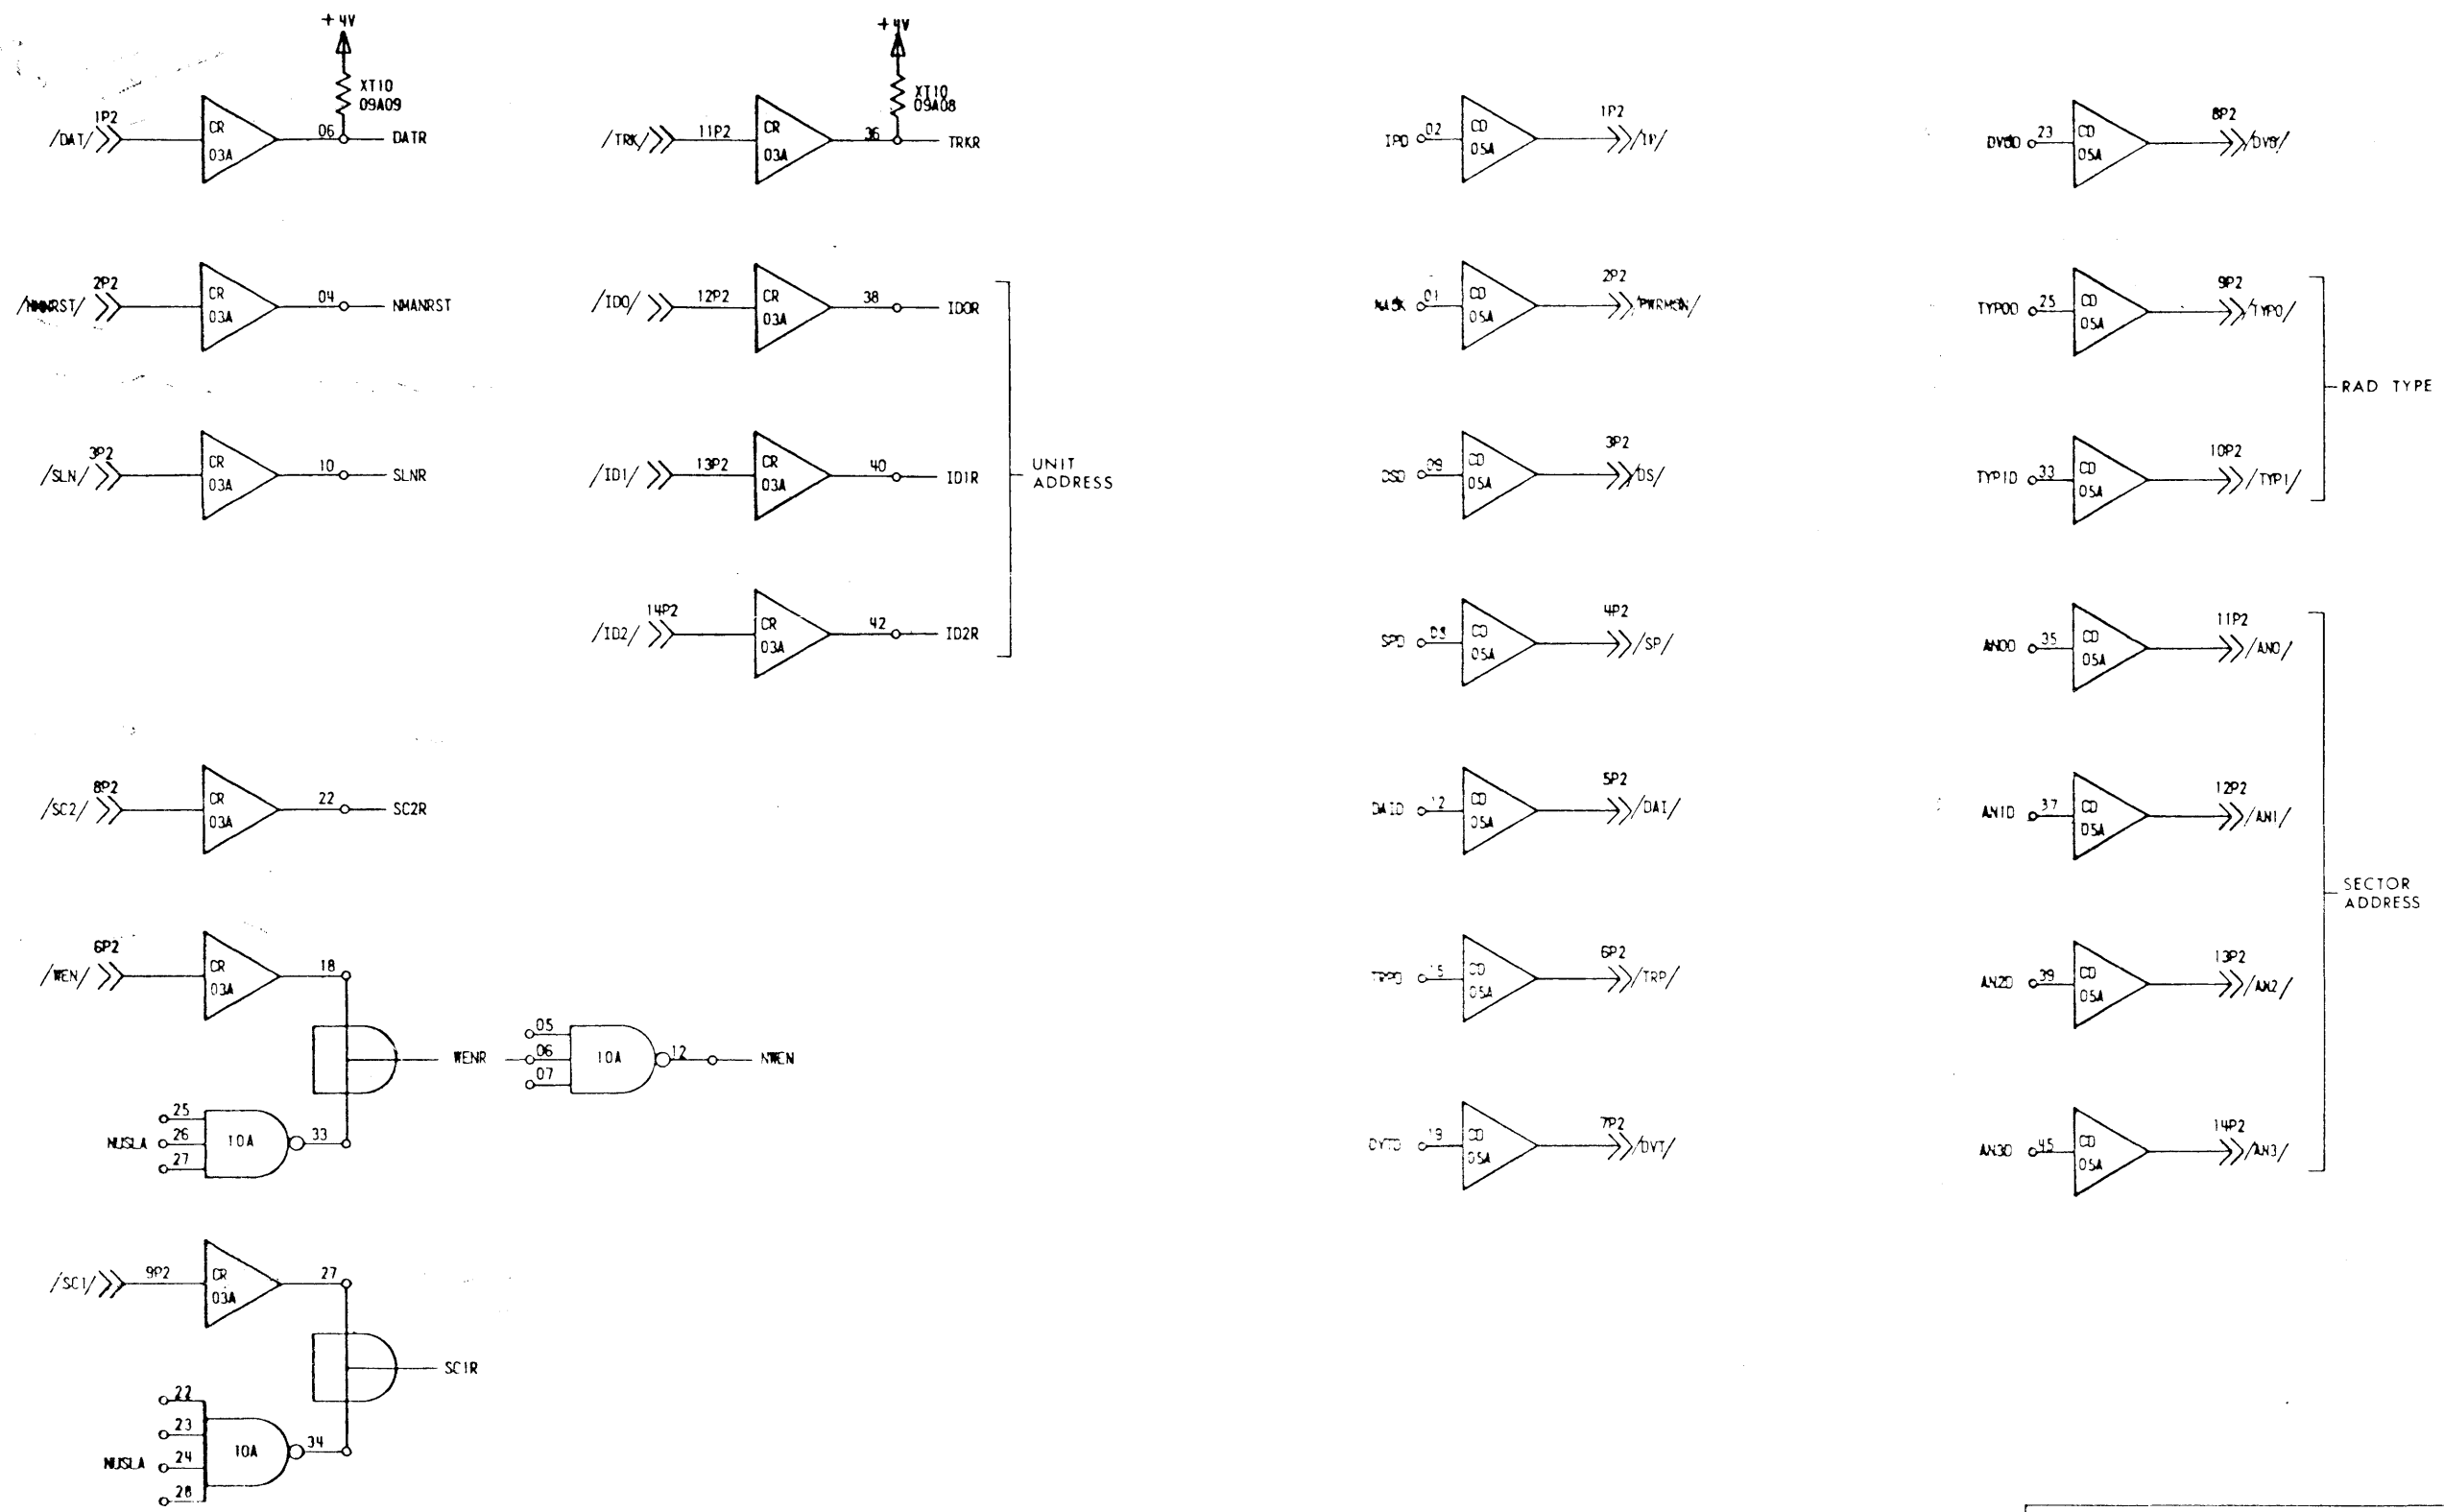 +4V
XT10
09A09
/DAT/ 1P2 CR 03A 06 DATR
/NMNRST/ 2P2 CR 03A 04 NMANRST
/SLN/ 3P2 CR 03A 10 SLNR
/SC2/ 8P2 CR 03A 22 SC2R
/WEN/ 6P2 CR 03A 18
WENR
05
06 10A 12 NWEN
07
25
NUSLA 26 10A 33
27
/SC1/ 9P2 CR 03A 27
SC1R
22
23
10A 34
NUSLA 24
28
+4V
XT10
09A08
/TRK/ 11P2 CR 03A 36 TRKR
/ID0/ 12P2 CR 03A 38 ID0R
/ID1/ 13P2 CR 03A 40 ID1R
/ID2/ 14P2 CR 03A 42 ID2R
UNIT
ADDRESS
IPD 02 CD 05A 1P2 /IP/
01 CD 05A 2P2 /PWRMON/
DSD 09 CD 05A 3P2 /DS/
SPD CD 05A 4P2 /SP/
DAID 12 CD 05A 5P2 /DAI/
TRPD 15 CD 05A 6P2 /TRP/
DVTD 19 CD 05A 7P2 /DVT/
23 CD 05A 8P2
TYP0D 25 CD 05A 9P2 /TYP0/
TYP1D 33 CD 05A 10P2 /TYP1/
RAD TYPE
AN0D 35 CD 05A 11P2 /AN0/
AN1D 37 CD 05A 12P2 /AN1/
AN2D 39 CD 05A 13P2 /AN2/
AN3D 45 CD 05A 14P2 /AN3/
SECTOR
ADDRESS